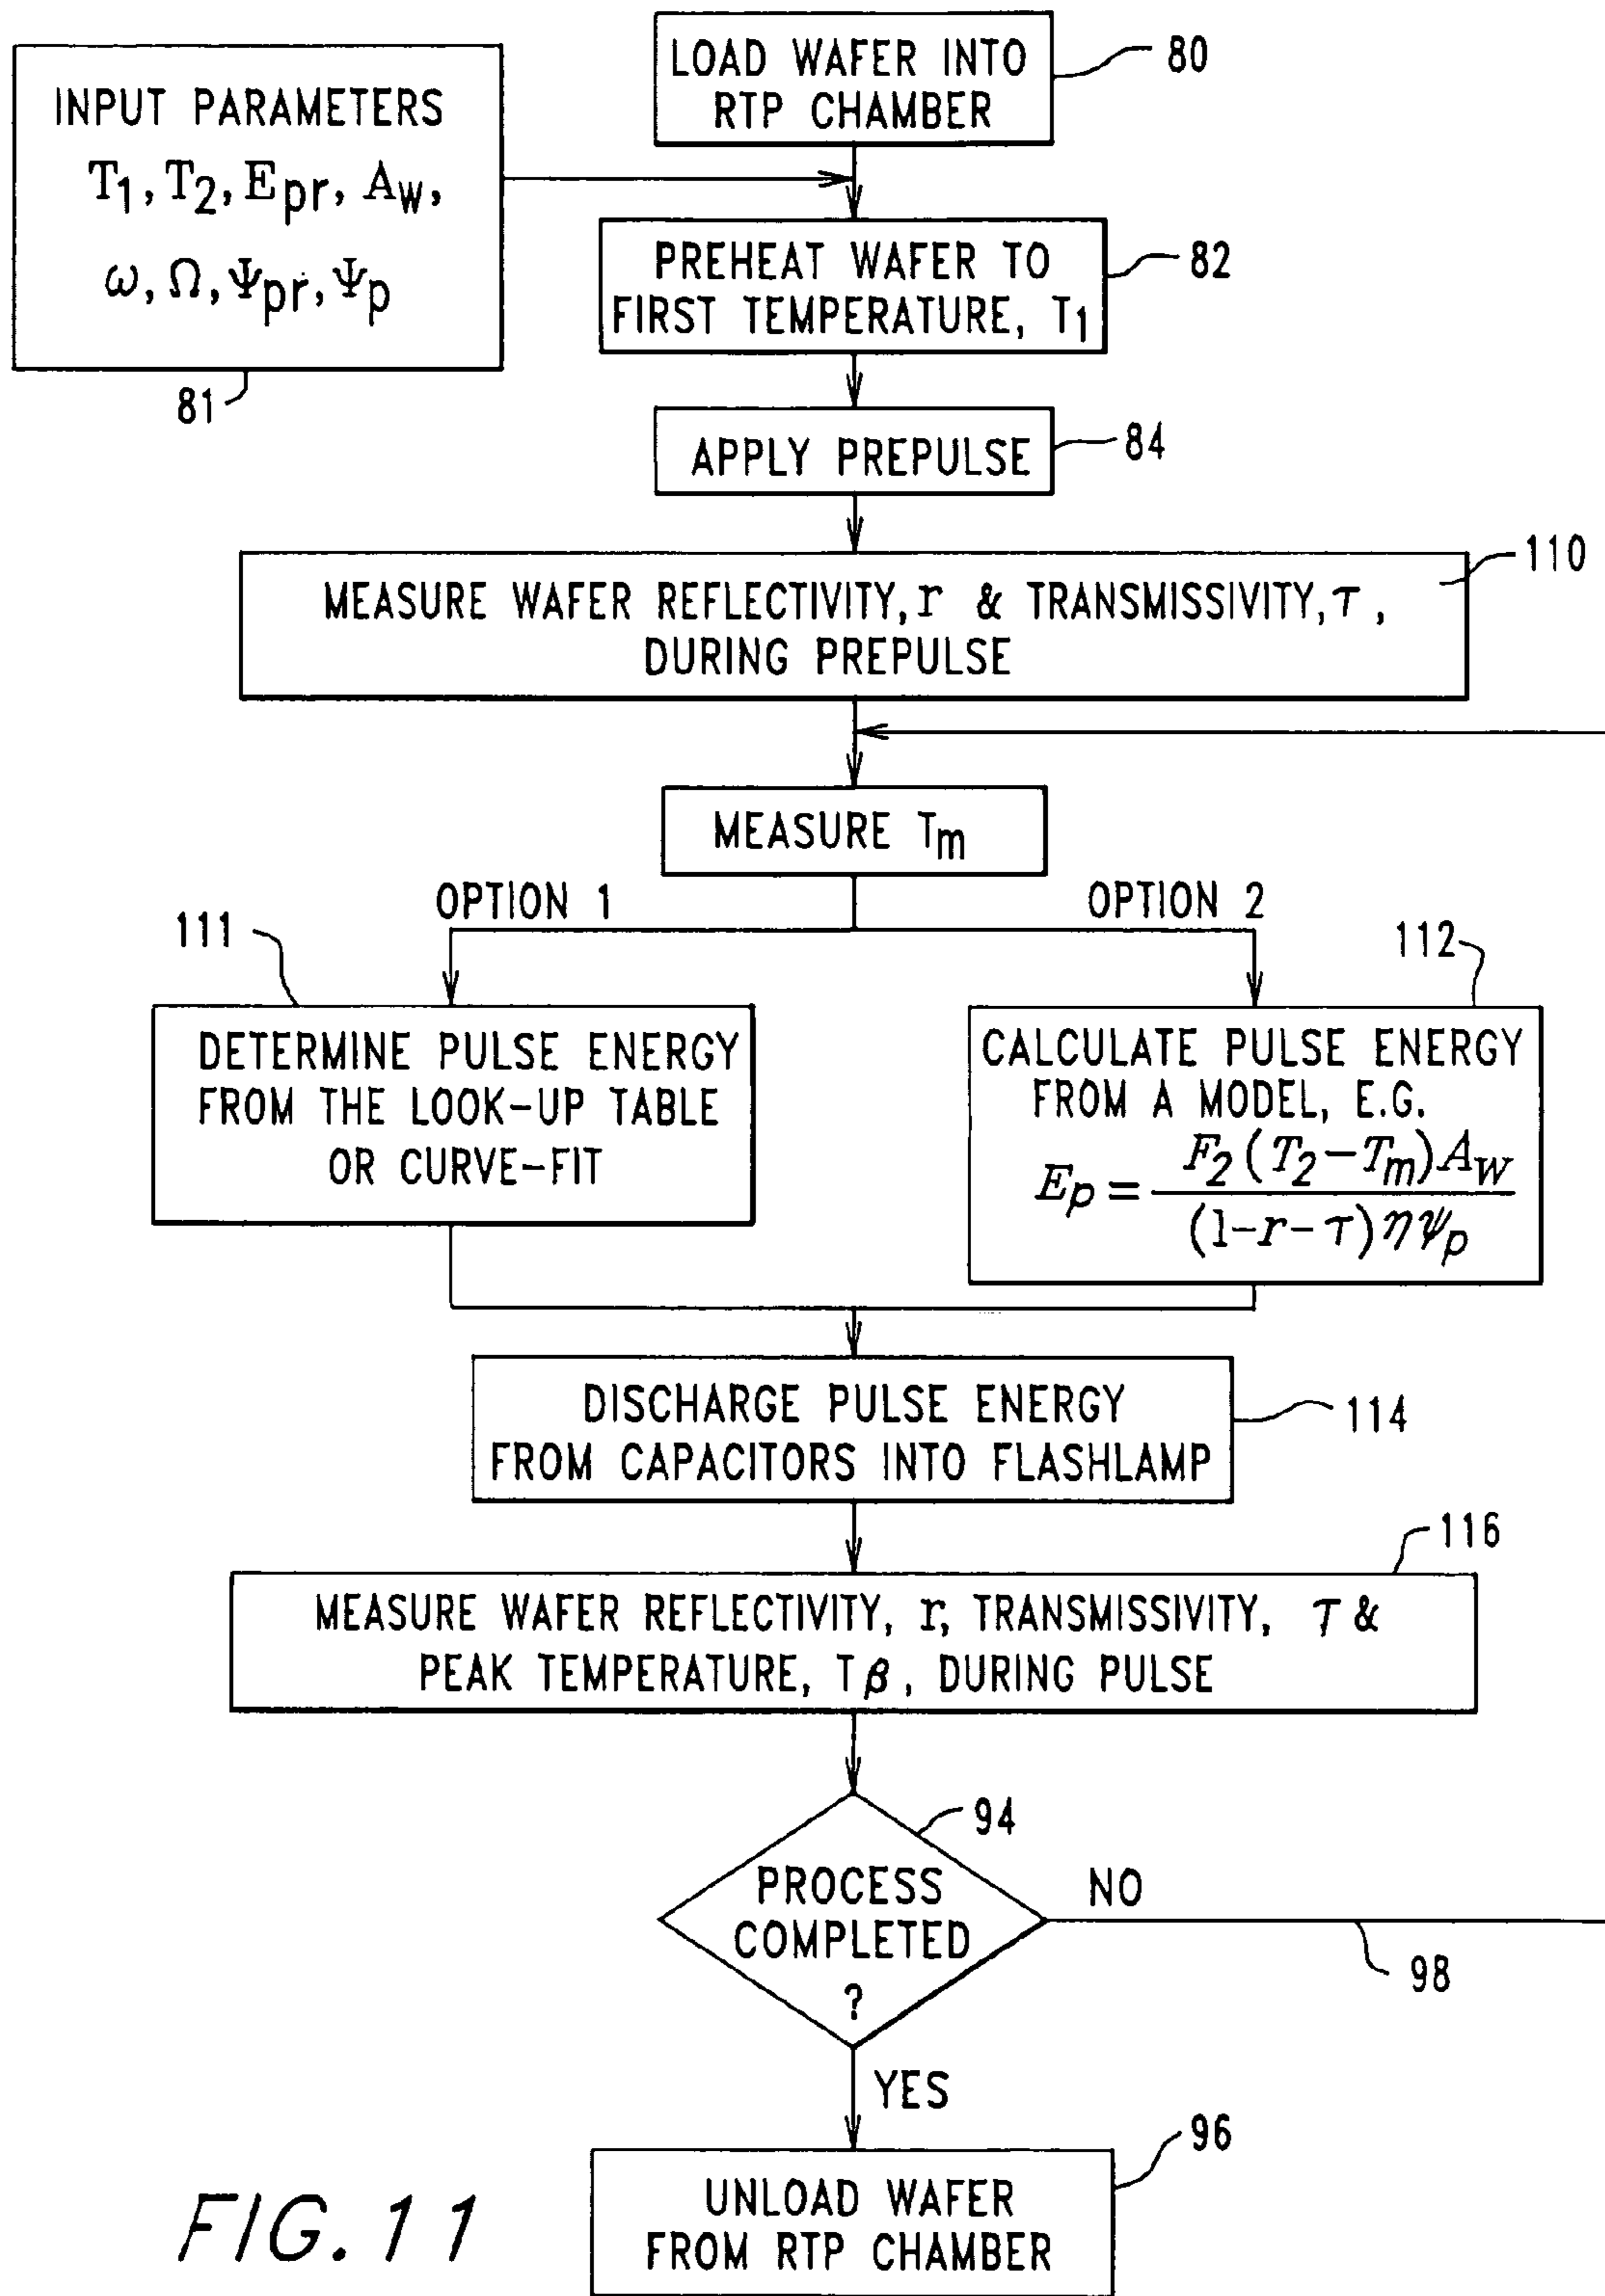 LOAD WAFER INTO
RTP CHAMBER
80
INPUT PARAMETERS
T1, T2, Epr, Aw,
ω, Ω, Ψpr, Ψp
81
PREHEAT WAFER TO
FIRST TEMPERATURE, T1
82
APPLY PREPULSE
84
MEASURE WAFER REFLECTIVITY, r & TRANSMISSIVITY, τ,
DURING PREPULSE
110
MEASURE Tm
OPTION 1
OPTION 2
111
DETERMINE PULSE ENERGY
FROM THE LOOK-UP TABLE
OR CURVE-FIT
112
CALCULATE PULSE ENERGY
FROM A MODEL, E.G.
Ep = F2 (T2-Tm)Aw / (1-r-τ)ηψp
DISCHARGE PULSE ENERGY
FROM CAPACITORS INTO FLASHLAMP
114
MEASURE WAFER REFLECTIVITY, r, TRANSMISSIVITY, τ &
PEAK TEMPERATURE, Tβ, DURING PULSE
116
PROCESS
COMPLETED
?
94
NO
98
YES
UNLOAD WAFER
FROM RTP CHAMBER
96
FIG. 11